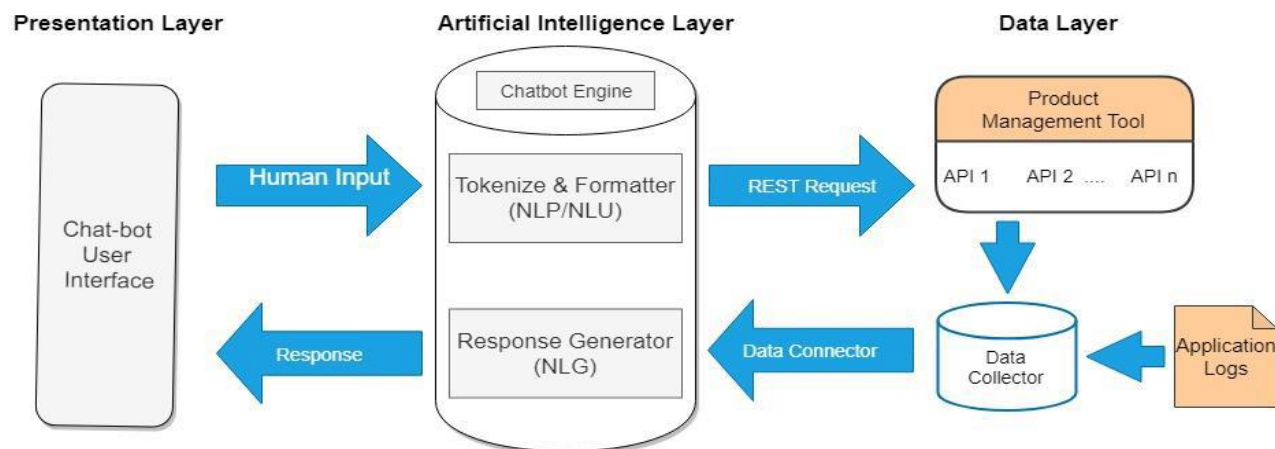 Presentation Layer
Artificial Intelligence Layer
Data Layer
Chatbot Engine
Product
Management Tool
API 1
API 2 ....
API n
Human Input
Tokenize & Formatter
(NLP/NLU)
REST Request
Chat-bot
User
Interface
Response
Response Generator
(NLG)
Data Connector
Data
Collector
Application
Logs